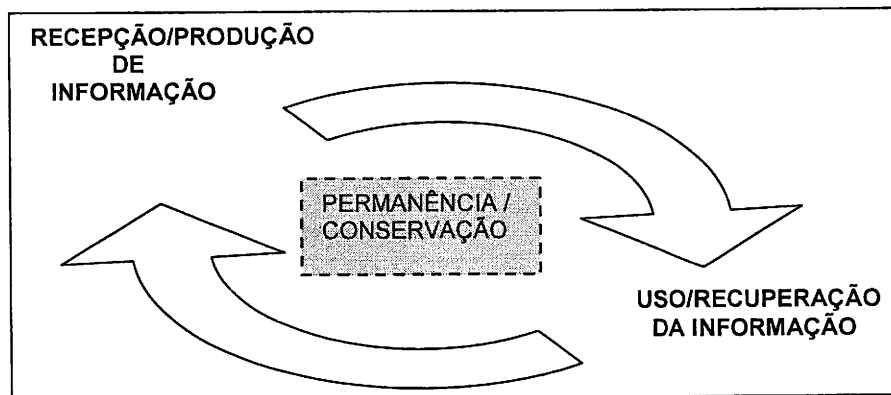 RECEPÇÃO/PRODUÇÃO
DE
INFORMAÇÃO
PERMANÊNCIA /
CONSERVAÇÃO
USO/RECUPERAÇÃO
DA INFORMAÇÃO